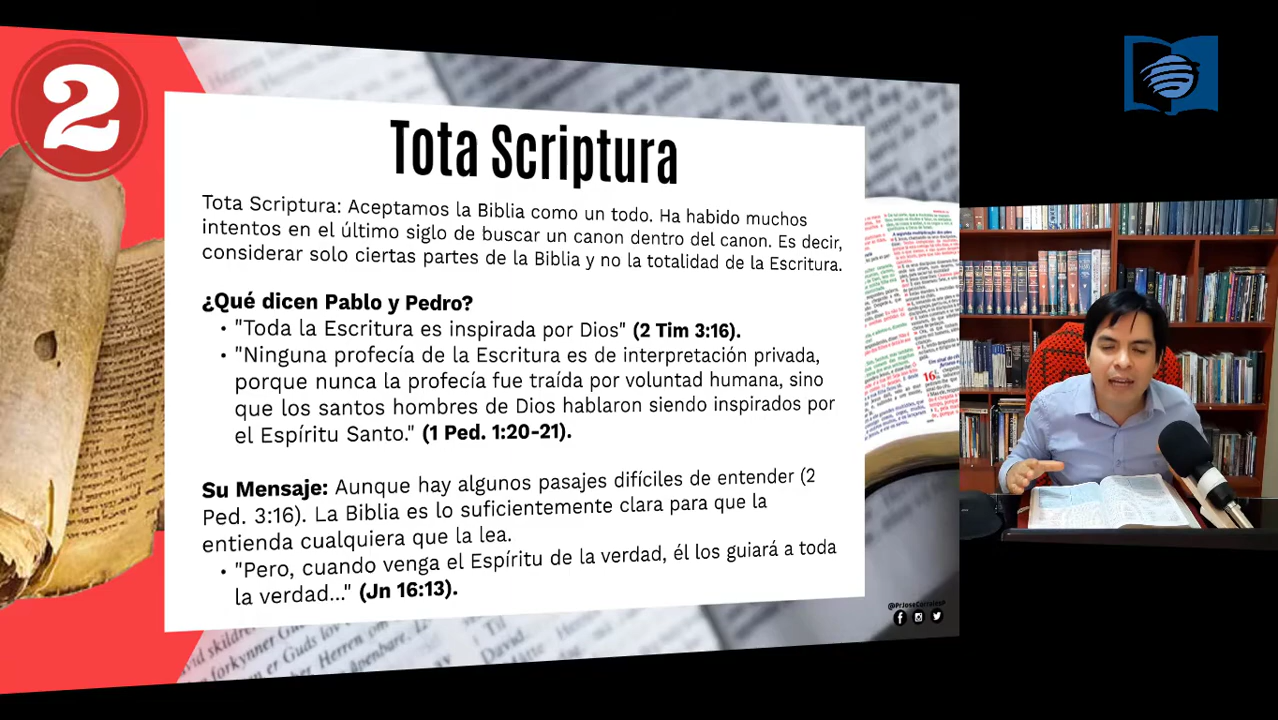 2
Tota Scriptura
Tota Scriptura: Aceptamos la Biblia como un todo. Ha habido muchos
intentos en el último siglo de buscar un canon dentro del canon. Es decir,
considerar solo ciertas partes de la Biblia y no la totalidad de la Escritura.
¿Qué dicen Pablo y Pedro?
• "Toda la Escritura es inspirada por Dios" (2 Tim 3:16).
• "Ninguna profecía de la Escritura es de interpretación privada,
porque nunca la profecía fue traída por voluntad humana, sino
que los santos hombres de Dios hablaron siendo inspirados por
el Espíritu Santo." (1 Ped. 1:20-21).
Su Mensaje: Aunque hay algunos pasajes difíciles de entender (2
Ped. 3:16). La Biblia es lo suficientemente clara para que la
entienda cualquiera que la lea.
• "Pero, cuando venga el Espíritu de la verdad, él los guiará a toda
la verdad..." (Jn 16:13).
16